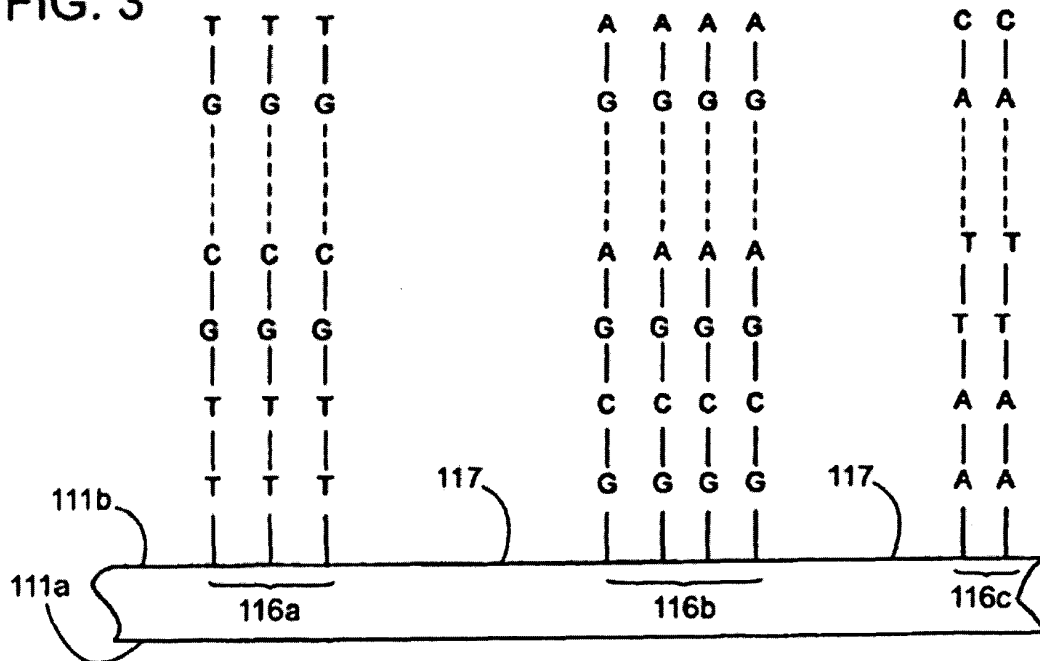 FIG. 3
T T T A A A A C C
G G G G G G G A A
C C C A A A A T T
G G G G G G G T T
T T T C C C C A A
T T T G G G G A A
111b 117 117
111a 116a 116b 116c